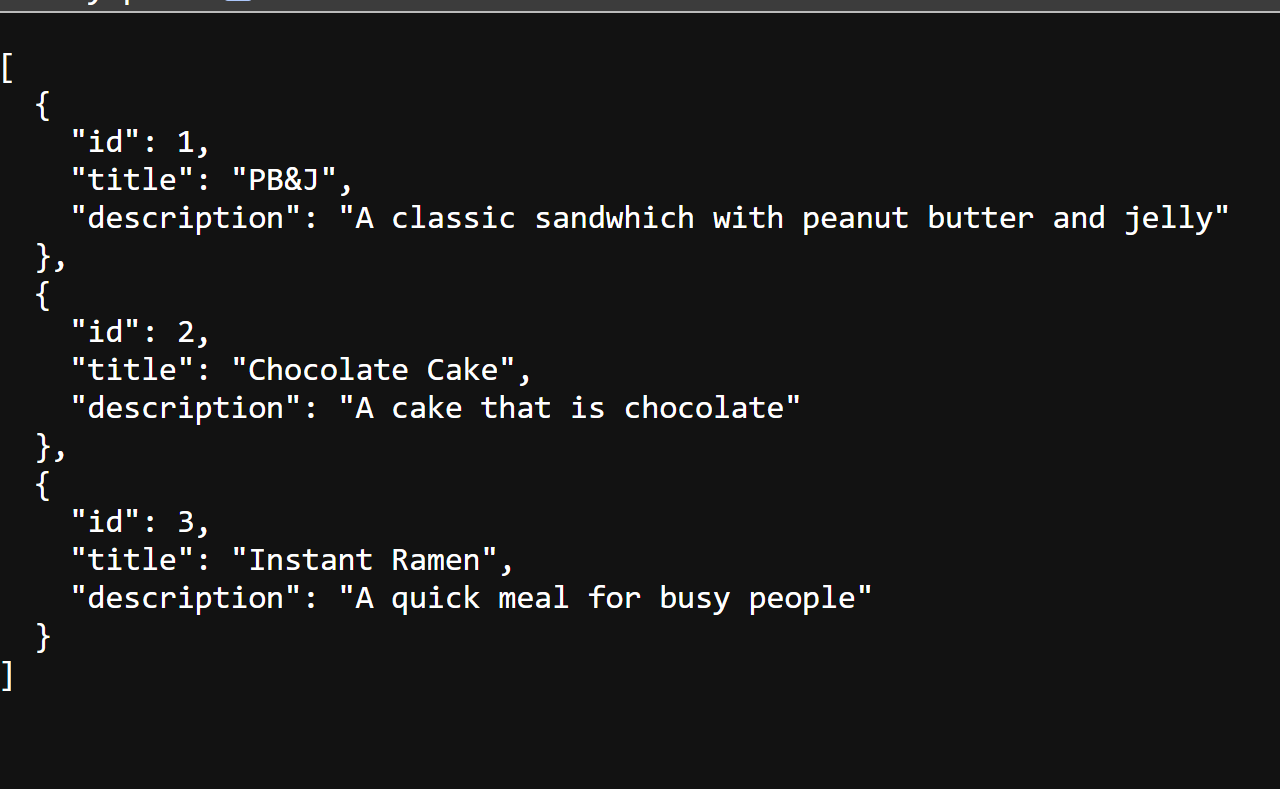 [
  {
    "id": 1,
    "title": "PB&J",
    "description": "A classic sandwhich with peanut butter and jelly"
  },
  {
    "id": 2,
    "title": "Chocolate Cake",
    "description": "A cake that is chocolate"
  },
  {
    "id": 3,
    "title": "Instant Ramen",
    "description": "A quick meal for busy people"
  }
]